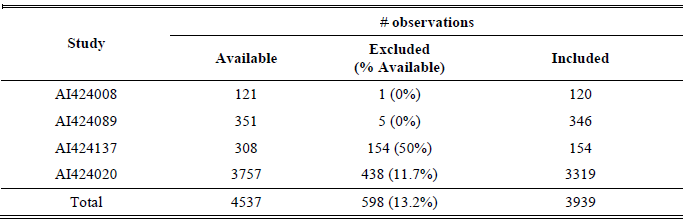 # observations
Study
Available
Excluded
(% Available)
Included
AI424008 121 1 (0%) 120
AI424089 351 5 (0%) 346
AI424137 308 154 (50%) 154
AI424020 3757 438 (11.7%) 3319
Total 4537 598 (13.2%) 3939